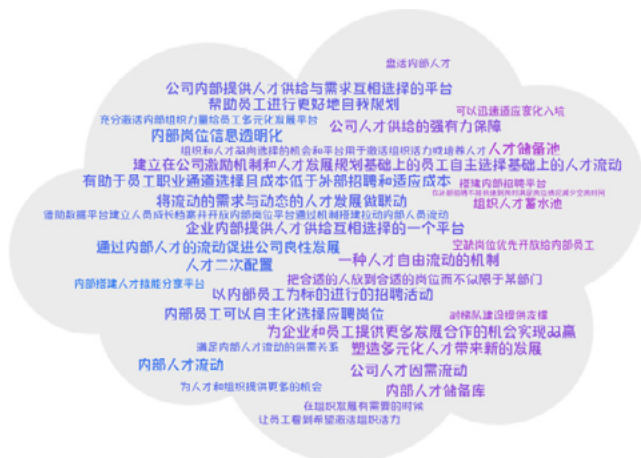 盘活内部人才
公司内部提供人才供给与需求互相选择的平台
帮助员工进行更好地自我规划
可以迅速适应变化入坑
充分激活内部组织力量给员工多元化发展平台
公司人才供给的强有力保障
内部岗位信息透明化
组织和人才双向选择的机会和平台用于激活组织活力或培养人才
人才储备池
建立在公司激励机制和人才发展规划基础上的员工自主选择基础上的人才流动
有助于员工职业通道选择且成本低于外部招聘和适应成本
搭建内部招聘平台
将流动的需求与动态的人才发展做联动
组织人才蓄水池
借助数据平台建立人员成长档案并开放内部岗位平台通过机制搭建拉动内部人员流动
企业内部提供人才供给互相选择的一个平台
通过内部人才的流动促进公司良性发展
空缺岗位优先开放给内部员工
人才二次配置
一种人才自由流动的机制
内部搭建人才技能分享平台
把合适的人放到合适的岗位而不仅限于某部门
以内部员工为标的进行的招聘活动
内部员工可以自主化选择应聘岗位
对梯队建设提供支撑
为企业和员工提供更多发展合作的机会实现双赢
满足内部人才流动的供需关系
塑造多元化人才带来新的发展
内部人才流动
公司人才因需流动
为人才和组织提供更多的机会
内部人才储备库
在组织发展有需要的时候
让员工看到希望激活组织活力